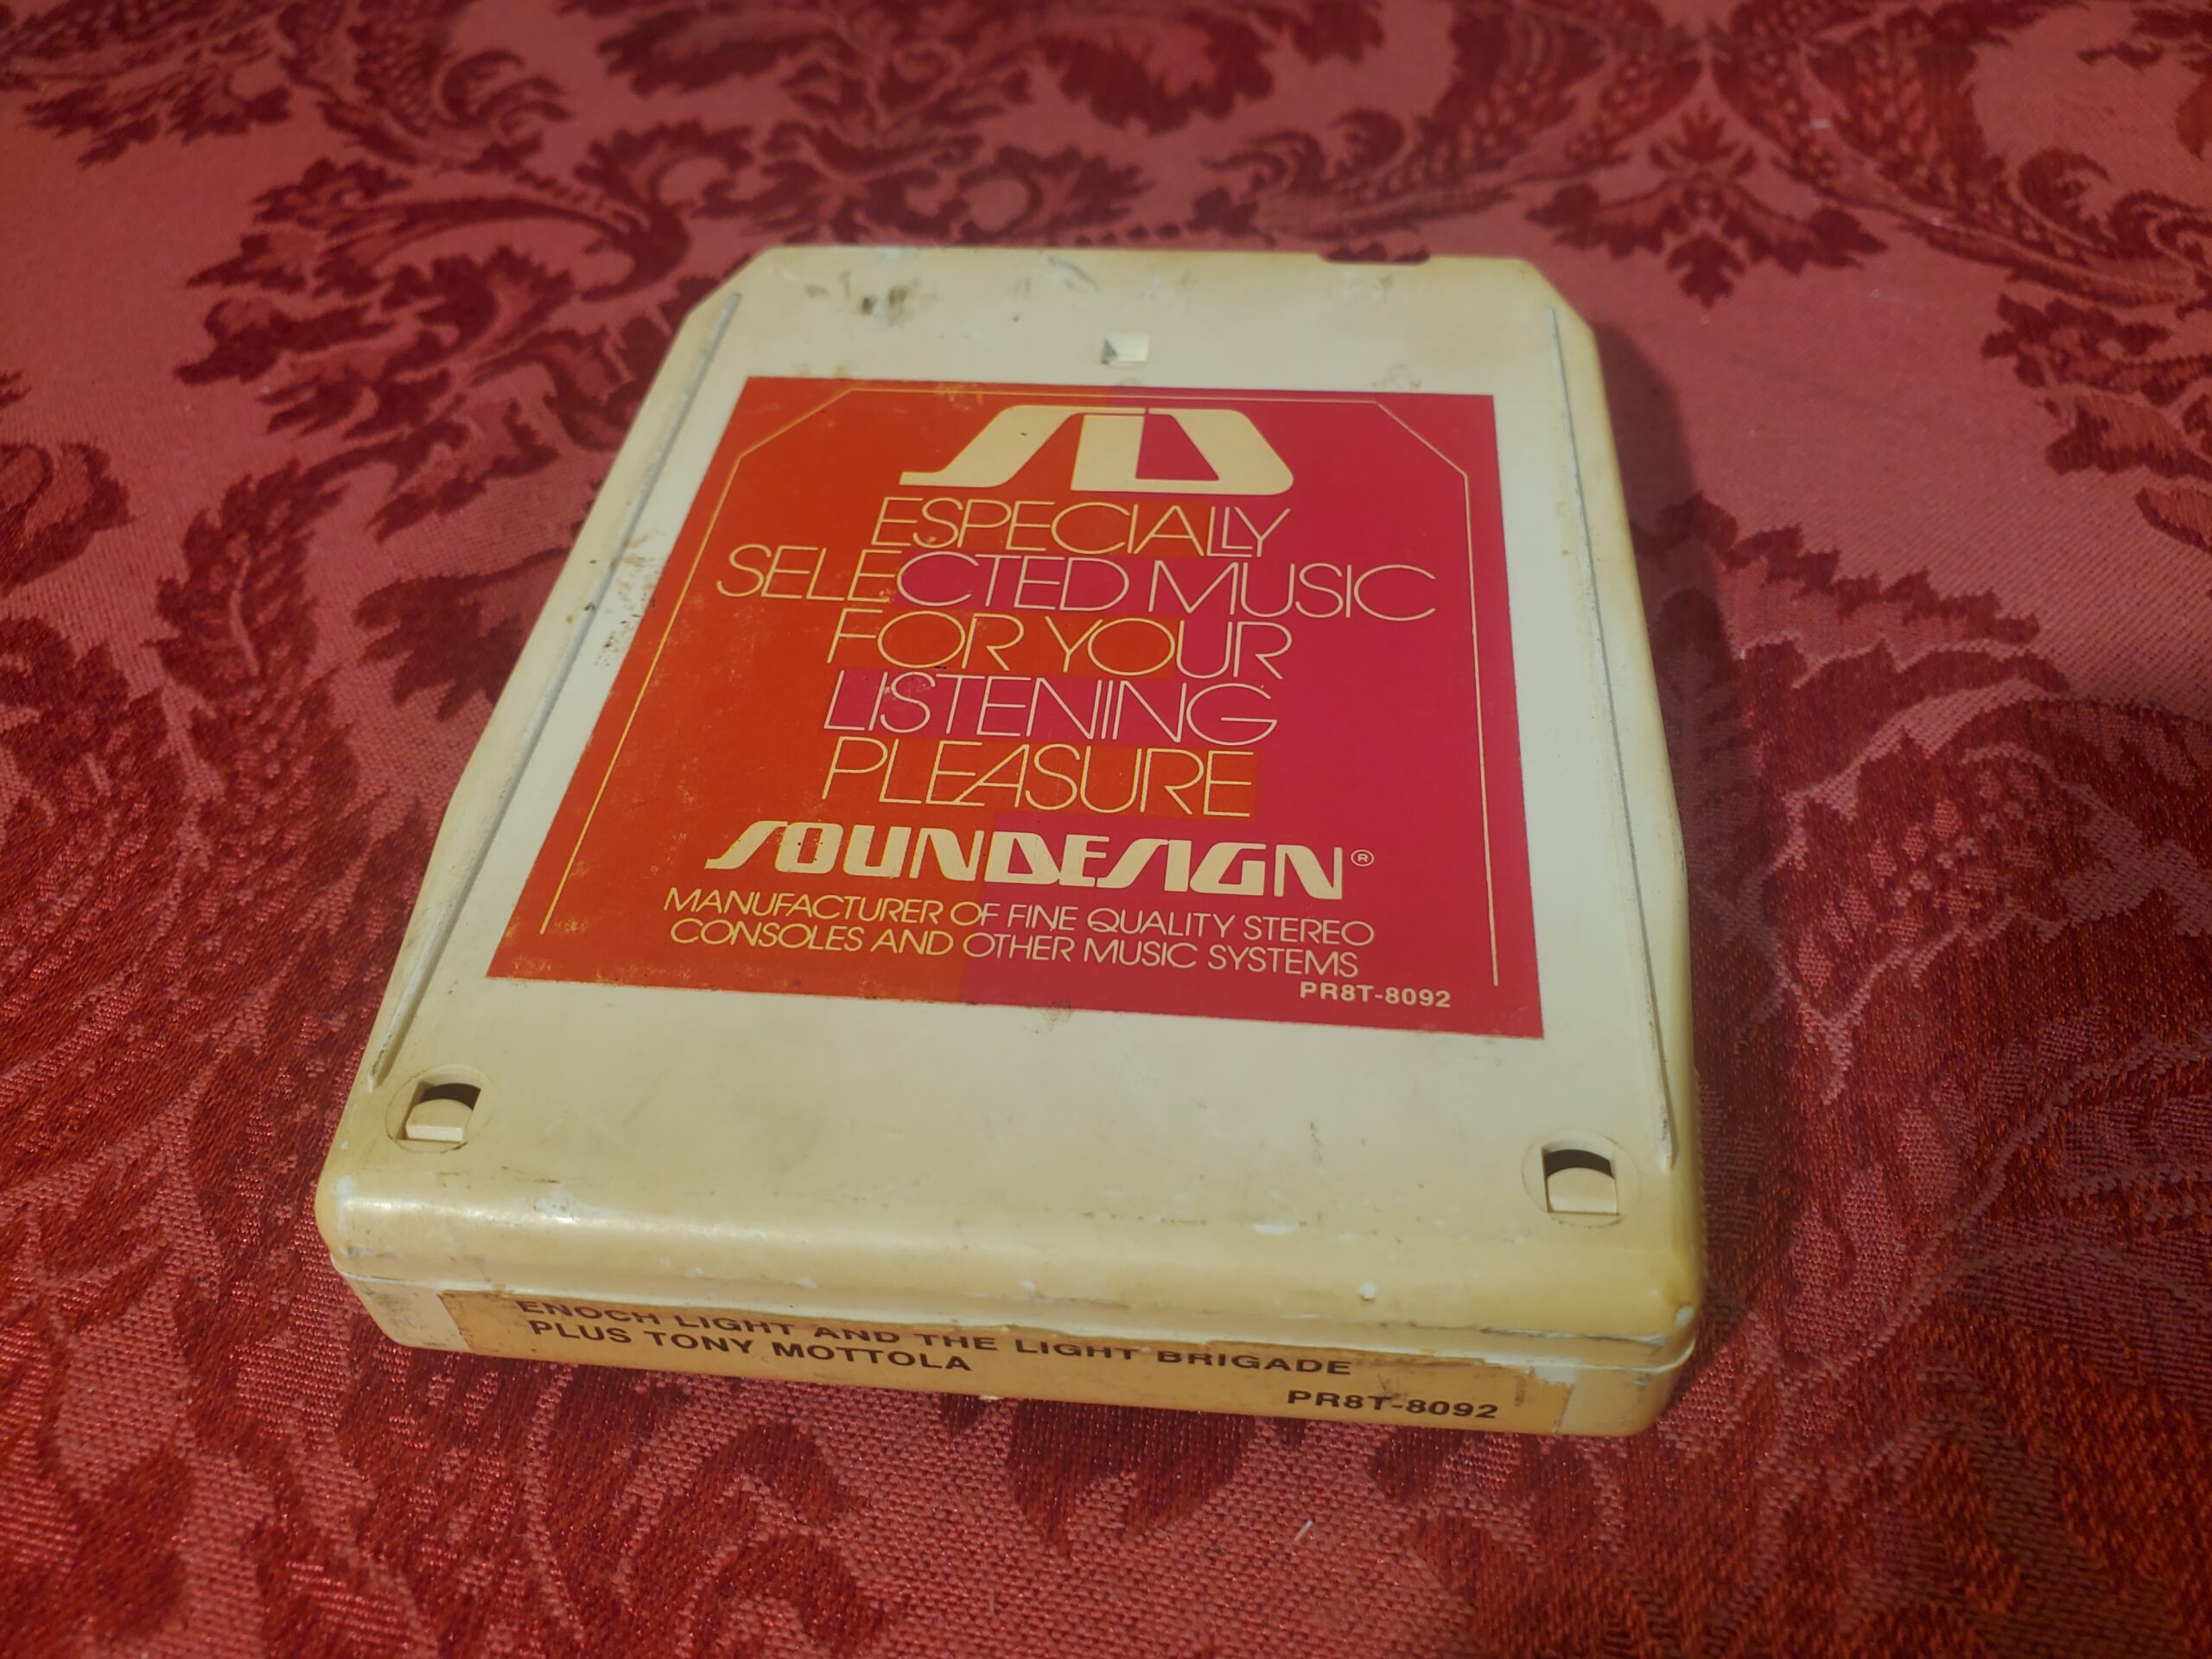 SD
ESPECIALLY
SELECTED MUSIC
FOR YOUR
LISTENING
PLEASURE
SOUNDESIGN®
MANUFACTURER OF FINE QUALITY STEREO
CONSOLES AND OTHER MUSIC SYSTEMS
PR8T-8092
ENOCH LIGHT AND THE LIGHT BRIGADE
PLUS TONY MOTTOLA
PR8T-8092